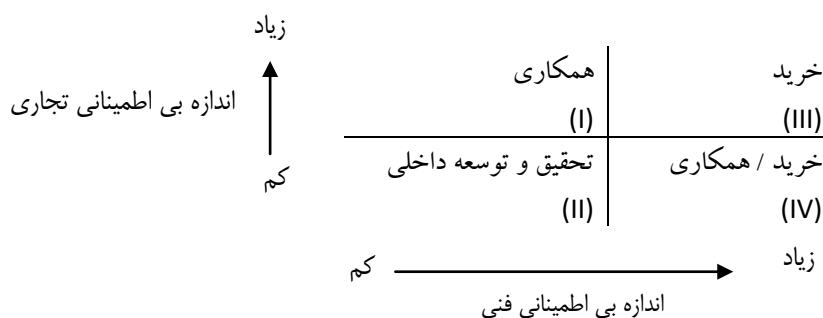 زیاد
خرید
همکاری
(III)
(I)
اندازه بی اطمینانی تجاری
خرید / همکاری
تحقیق و توسعه داخلی
کم
(IV)
(II)
زیاد
کم
اندازه بی اطمینانی فنی